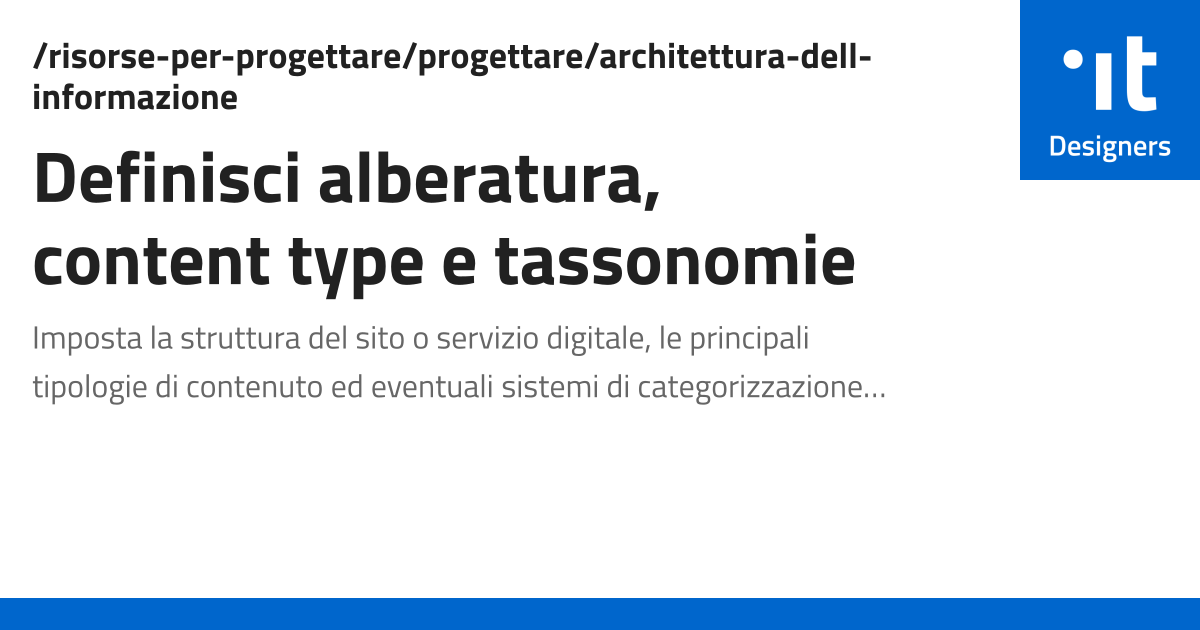 /risorse-per-progettare/progettare/architettura-dell-
informazione
Definisci alberatura,
content type e tassonomie
Imposta la struttura del sito o servizio digitale, le principali
tipologie di contenuto ed eventuali sistemi di categorizzazione...
it
Designers